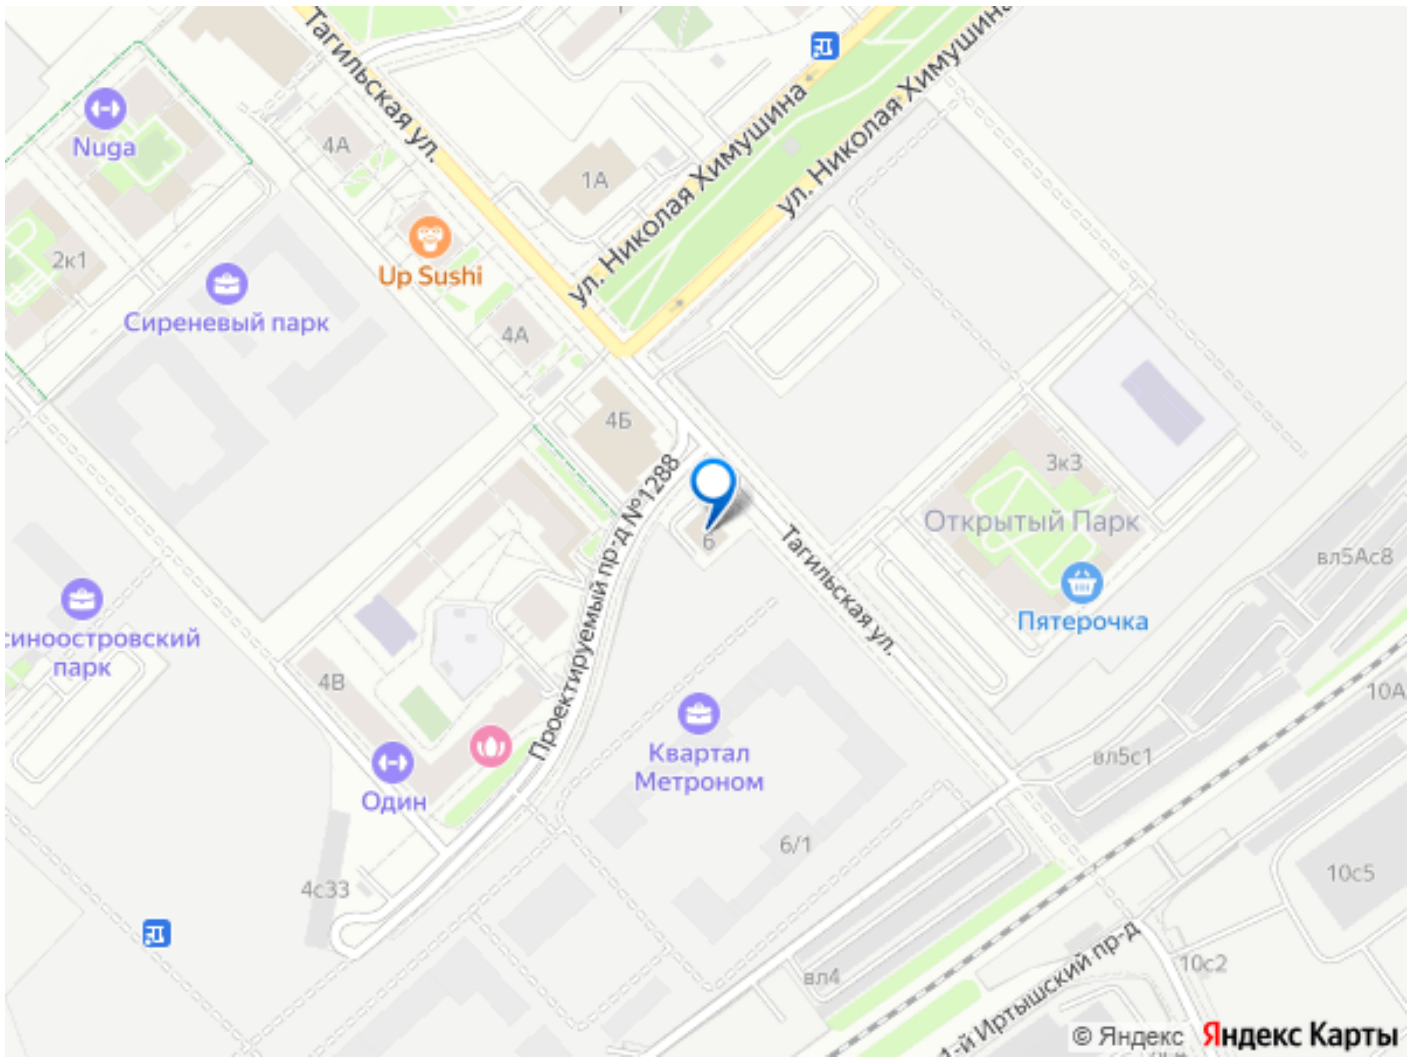 Тагильская ул.
ул. Николая Химушина
ул. Николая Химушина
Nuga
4А
1А
2к1
Up Sushi
Сиреневый парк
4А
4Б
3к3
Открытый Парк
Проектируемый пр-д №1288
6
Тагильская ул.
Пятерочка
вл5Ас8
синоостровский
парк
4В
10А
Квартал
Метроном
вл5с1
Один
6/1
10с5
4с33
вл4
10с2
1-й Иртышский пр-д
© Яндекс Яндекс Карты